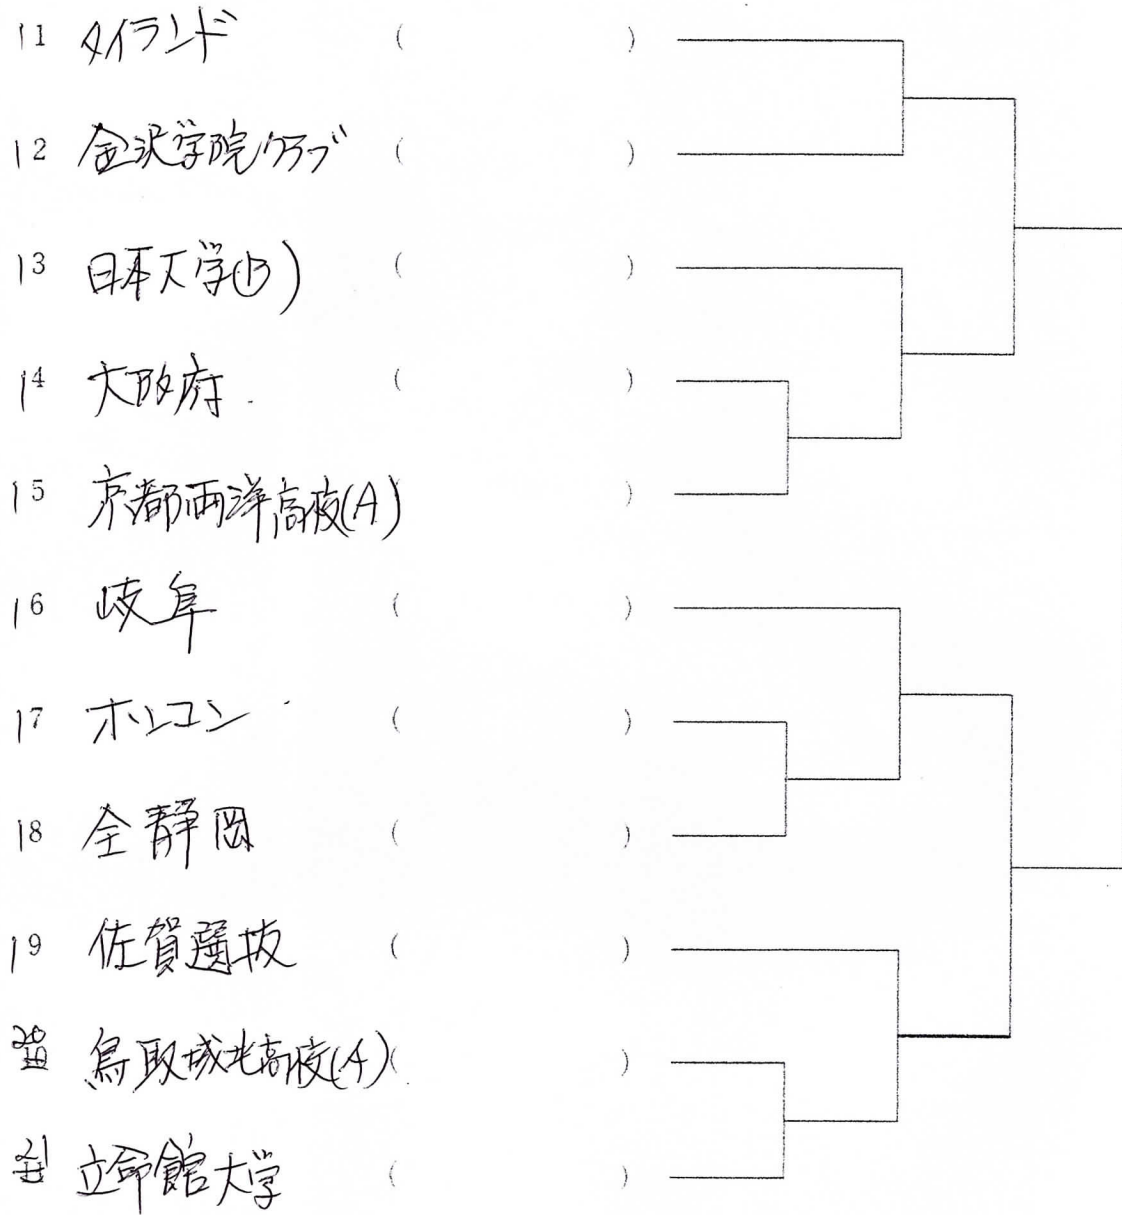 11 タイランド ( )
12 金沢学院クラブ ( )
13 日本大学(B) ( )
14 大阪府 ( )
15 京都両洋高校(A) )
16 岐阜 ( )
17 ホンコン ( )
18 全静岡 ( )
19 佐賀選抜 ( )
20 鳥取城北高校(A) ( )
21 立命館大学 ( )